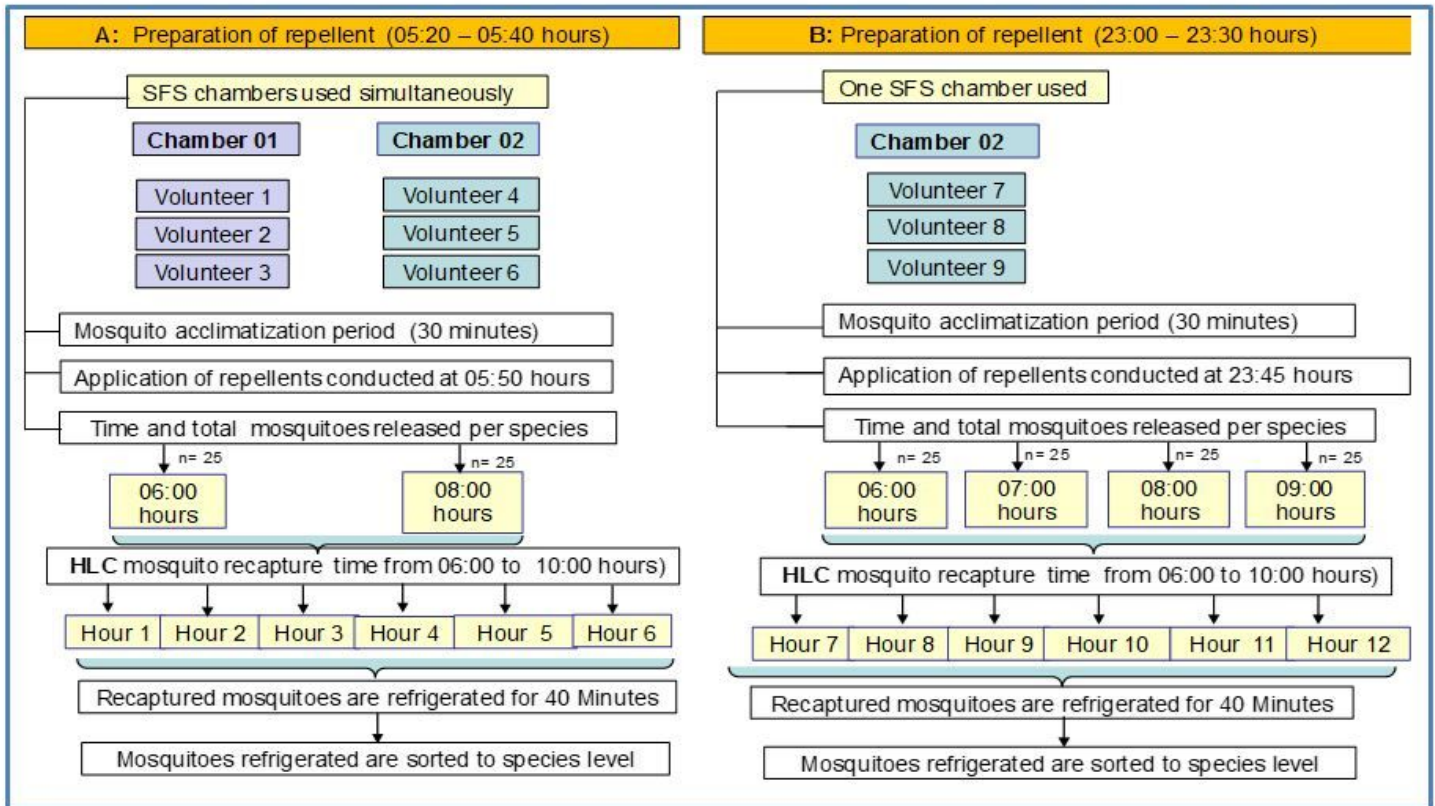 A: Preparation of repellent (05:20 – 05:40 hours)
SFS chambers used simultaneously
Chamber 01
Chamber 02
Volunteer 1
Volunteer 4
Volunteer 2
Volunteer 5
Volunteer 3
Volunteer 6
Mosquito acclimatization period (30 minutes)
Application of repellents conducted at 05:50 hours
Time and total mosquitoes released per species
n= 25
n= 25
06:00
hours
08:00
hours
HLC mosquito recapture time from 06:00 to 10:00 hours)
Hour 1
Hour 2
Hour 3
Hour 4
Hour 5
Hour 6
Recaptured mosquitoes are refrigerated for 40 Minutes
Mosquitoes refrigerated are sorted to species level
B: Preparation of repellent (23:00 – 23:30 hours)
One SFS chamber used
Chamber 02
Volunteer 7
Volunteer 8
Volunteer 9
Mosquito acclimatization period (30 minutes)
Application of repellents conducted at 23:45 hours
Time and total mosquitoes released per species
n= 25
n= 25
n= 25
n= 25
06:00
hours
07:00
hours
08:00
hours
09:00
hours
HLC mosquito recapture time from 06:00 to 10:00 hours)
Hour 7
Hour 8
Hour 9
Hour 10
Hour 11
Hour 12
Recaptured mosquitoes are refrigerated for 40 Minutes
Mosquitoes refrigerated are sorted to species level